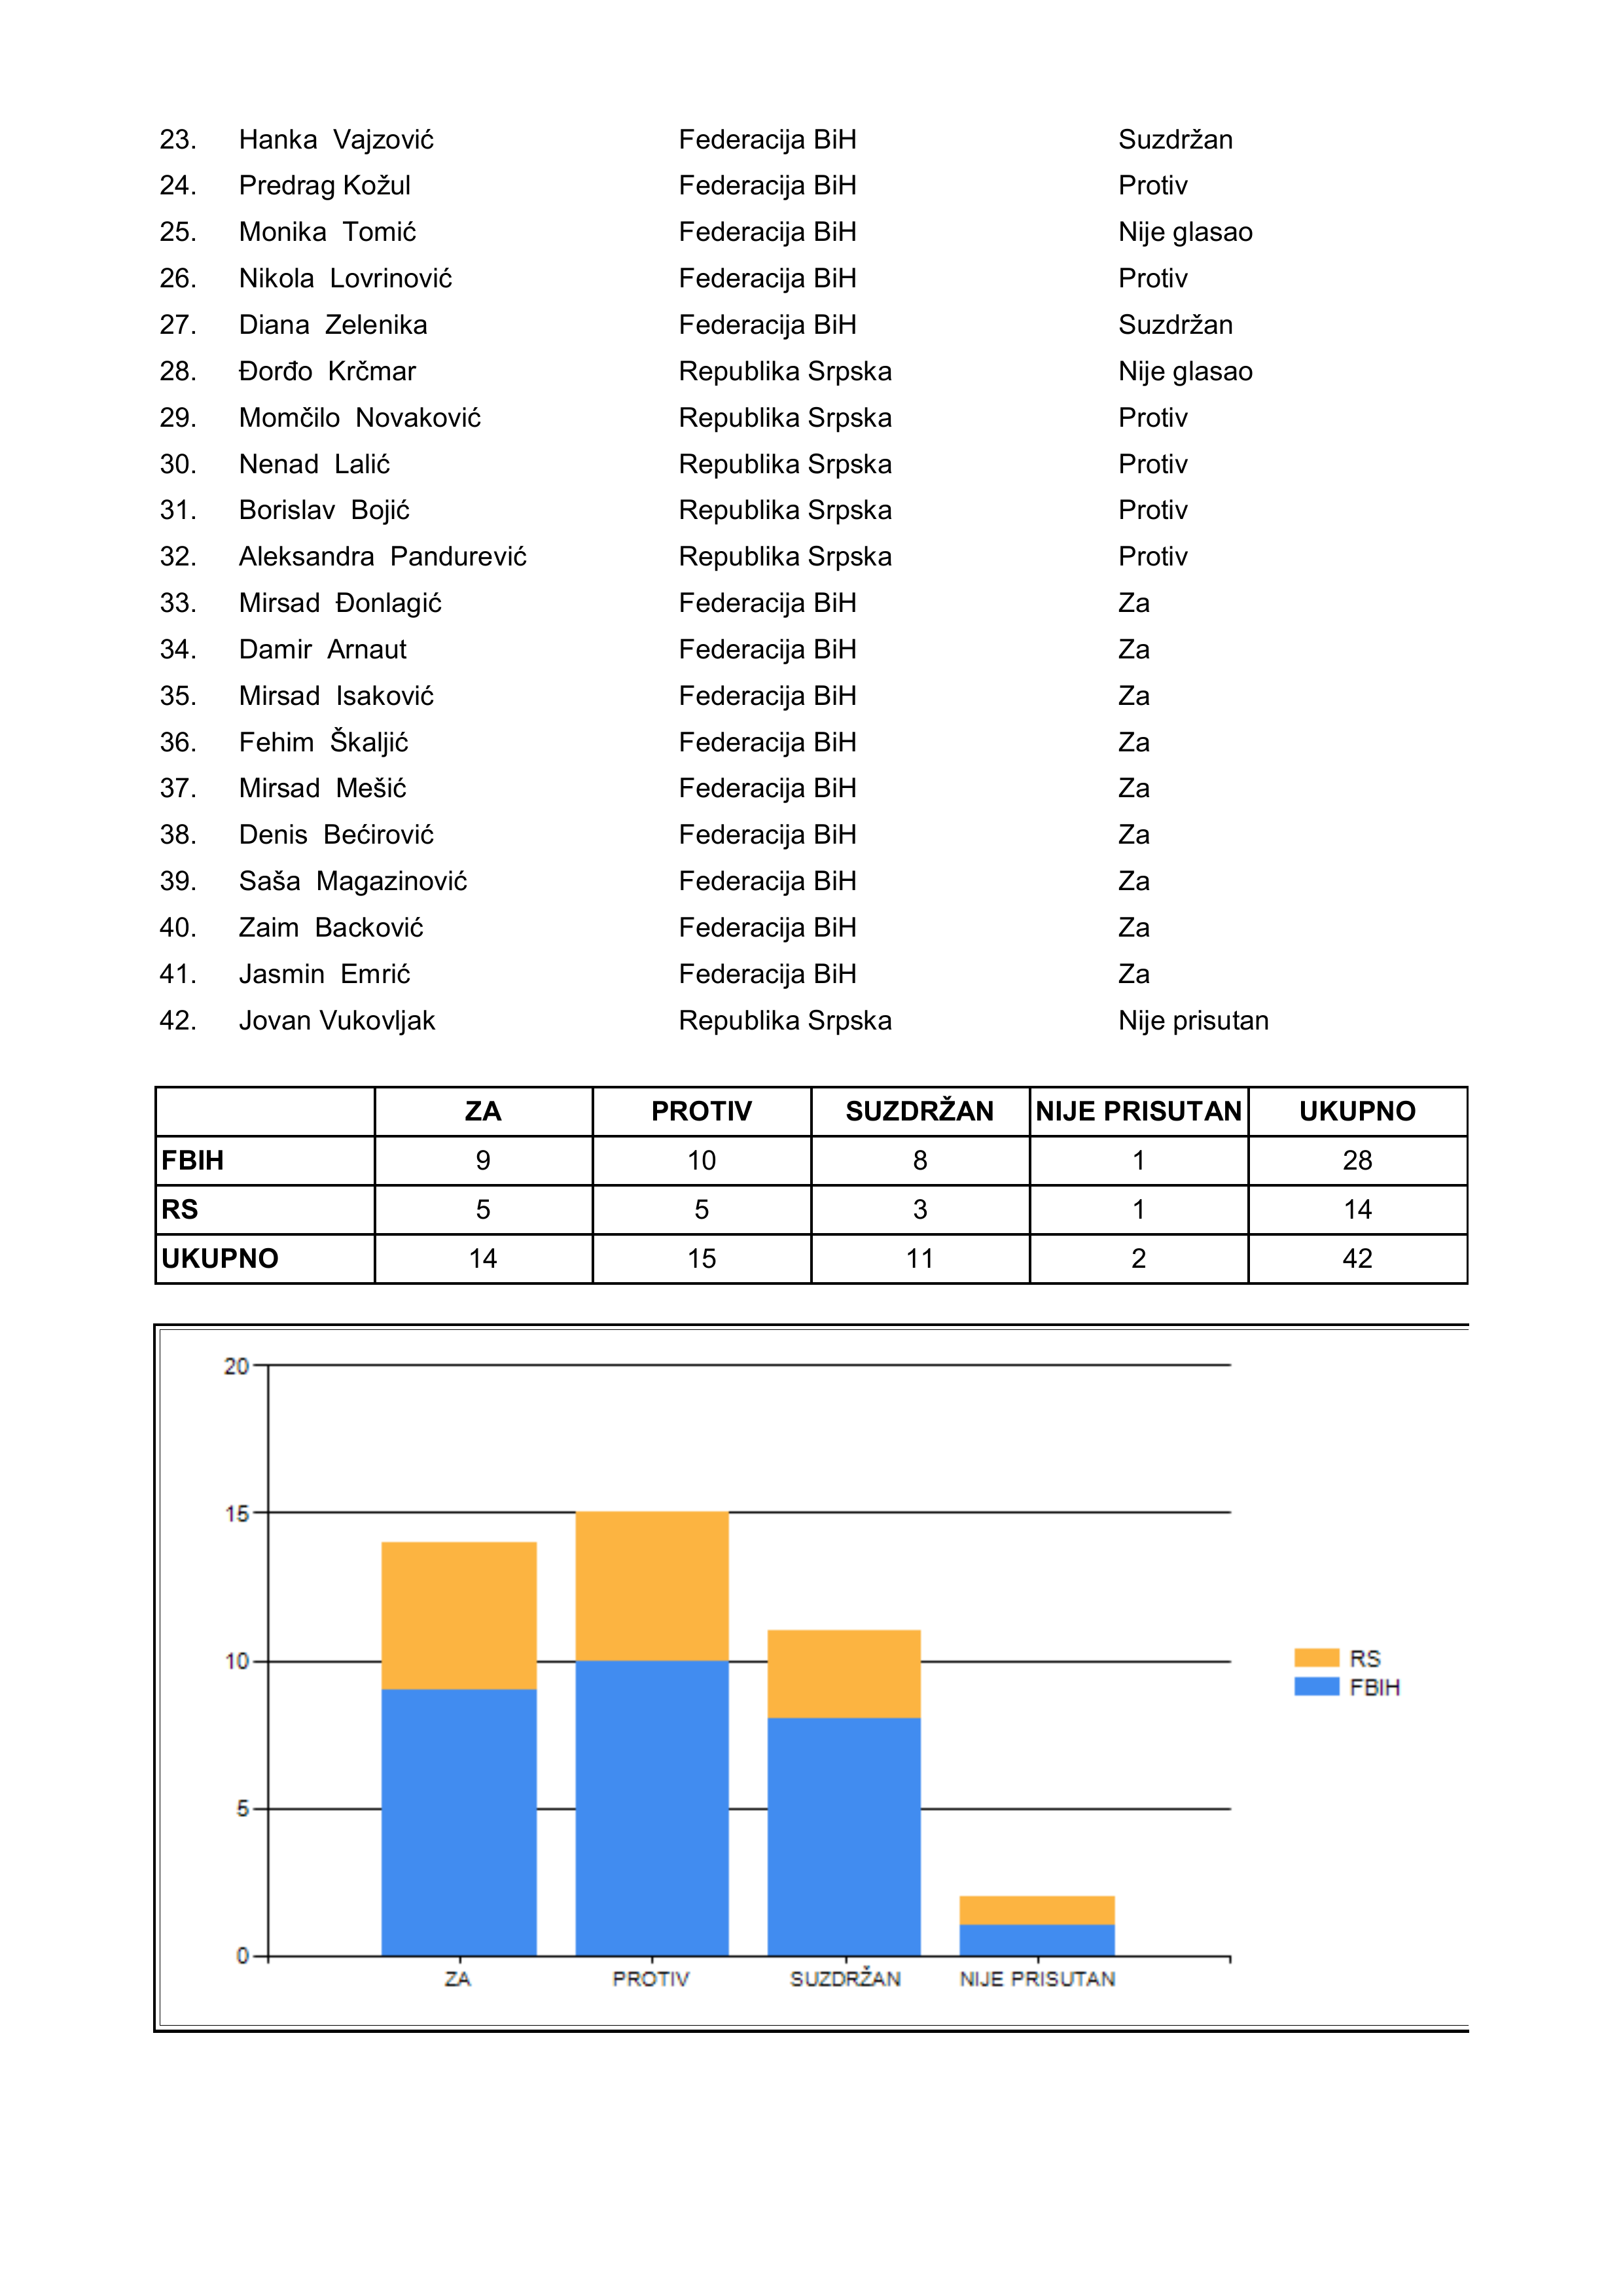 23. Hanka Vajzović Federacija BiH Suzdržan
24. Predrag Kožul Federacija BiH Protiv
25. Monika Tomić Federacija BiH Nije glasao
26. Nikola Lovrinović Federacija BiH Protiv
27. Diana Zelenika Federacija BiH Suzdržan
28. Đorđo Krčmar Republika Srpska Nije glasao
29. Momčilo Novaković Republika Srpska Protiv
30. Nenad Lalić Republika Srpska Protiv
31. Borislav Bojić Republika Srpska Protiv
32. Aleksandra Pandurević Republika Srpska Protiv
33. Mirsad Đonlagić Federacija BiH Za
34. Damir Arnaut Federacija BiH Za
35. Mirsad Isaković Federacija BiH Za
36. Fehim Škaljić Federacija BiH Za
37. Mirsad Mešić Federacija BiH Za
38. Denis Bećirović Federacija BiH Za
39. Saša Magazinović Federacija BiH Za
40. Zaim Backović Federacija BiH Za
41. Jasmin Emrić Federacija BiH Za
42. Jovan Vukovljak Republika Srpska Nije prisutan
ZA PROTIV SUZDRŽAN NIJE PRISUTAN UKUPNO
FBIH 9 10 8 1 28
RS 5 5 3 1 14
UKUPNO 14 15 11 2 42
20
15
10
5
0
ZA PROTIV SUZDRŽAN NIJE PRISUTAN
RS
FBIH